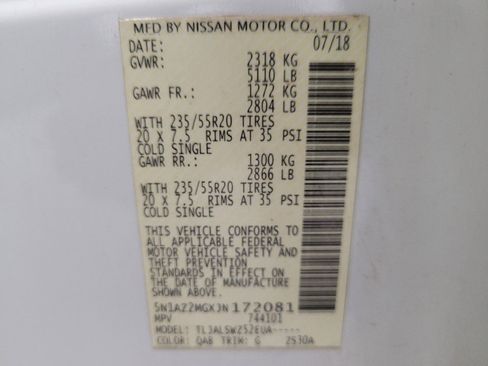 MFD BY NISSAN MOTOR CO., LTD.
DATE: 07/18
GVWR: 2318 KG
5110 LB
GAWR FR.: 1272 KG
2804 LB
WITH 235/55R20 TIRES
20 X 7.5 RIMS AT 35 PSI
COLD SINGLE
GAWR RR.: 1300 KG
2866 LB
WITH 235/55R20 TIRES
20 X 7.5 RIMS AT 35 PSI
COLD SINGLE
THIS VEHICLE CONFORMS TO
ALL APPLICABLE FEDERAL
MOTOR VEHICLE SAFETY AND
THEFT PREVENTION
STANDARDS IN EFFECT ON
THE DATE OF MANUFACTURE
SHOWN ABOVE.
5N1AZ2MGXJN172081
MPV 744101
MODEL: TLJALSWZ52EUA-----
COLOR: QAB TRIM: G 2530A